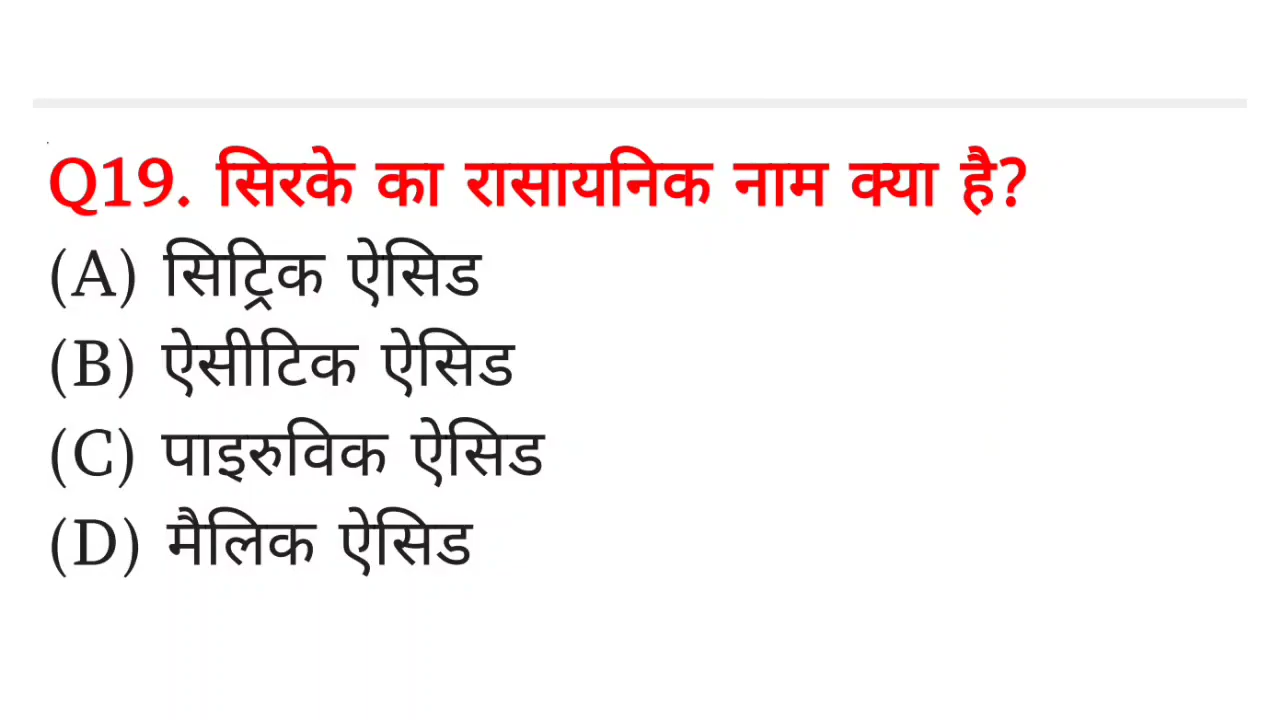 Q19. सिरके का रासायनिक नाम क्या है?
(A) सिट्रिक ऐसिड
(B) ऐसीटिक ऐसिड
(C) पाइरुविक ऐसिड
(D) मैलिक ऐसिड